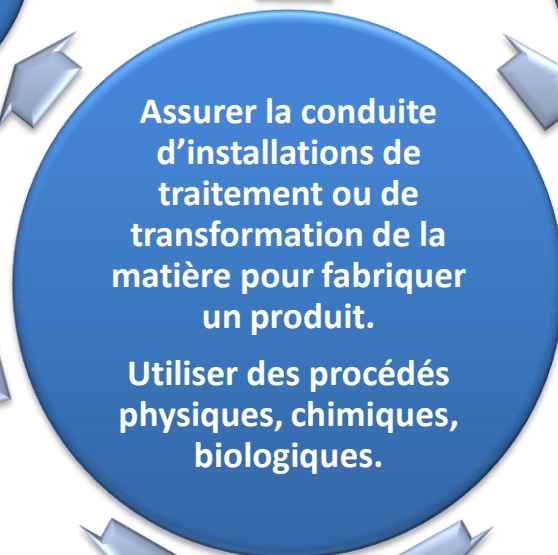 Assurer la conduite
d’installations de
traitement ou de
transformation de la
matière pour fabriquer
un produit.
Utiliser des procédés
physiques, chimiques,
biologiques.